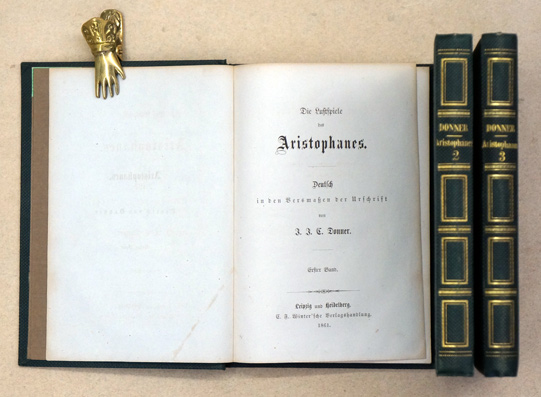 Die Lustspiele
des
Aristophanes.
Deutsch
in den Versmaßen der Urschrift
von
J. J. C. Donner.
Erster Band.
Leipzig und Heidelberg.
C. F. Winter'sche Verlagshandlung.
1861.
DONNER
Aristophanes
2
DONNER
Aristophanes
3